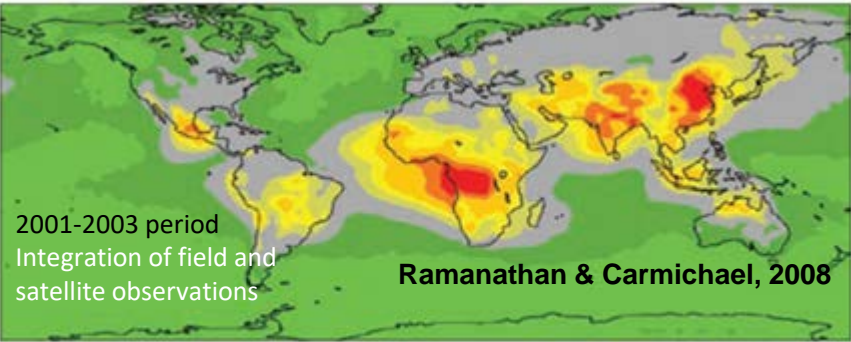 2001-2003 period
Integration of field and
satellite observations
Ramanathan & Carmichael, 2008